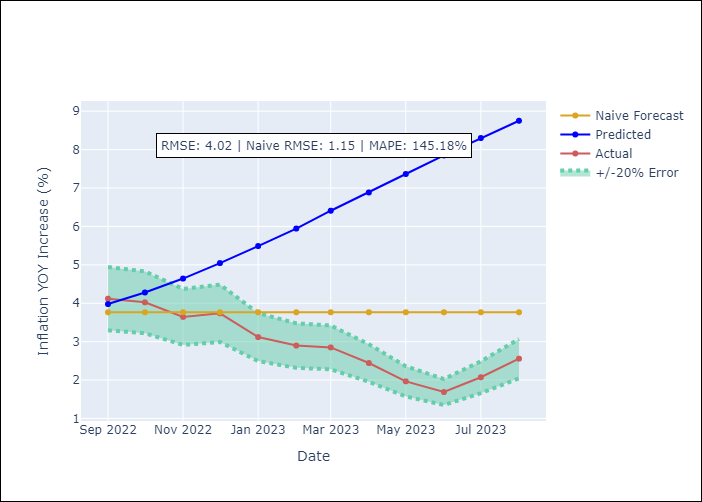 9
8
7
6
5
4
3
2
1
Inflation YOY Increase (%)
RMSE: 4.02 | Naive RMSE: 1.15 | MAPE: 145.18%
Naive Forecast
Predicted
Actual
+/-20% Error
Sep 2022 Nov 2022 Jan 2023 Mar 2023 May 2023 Jul 2023
Date